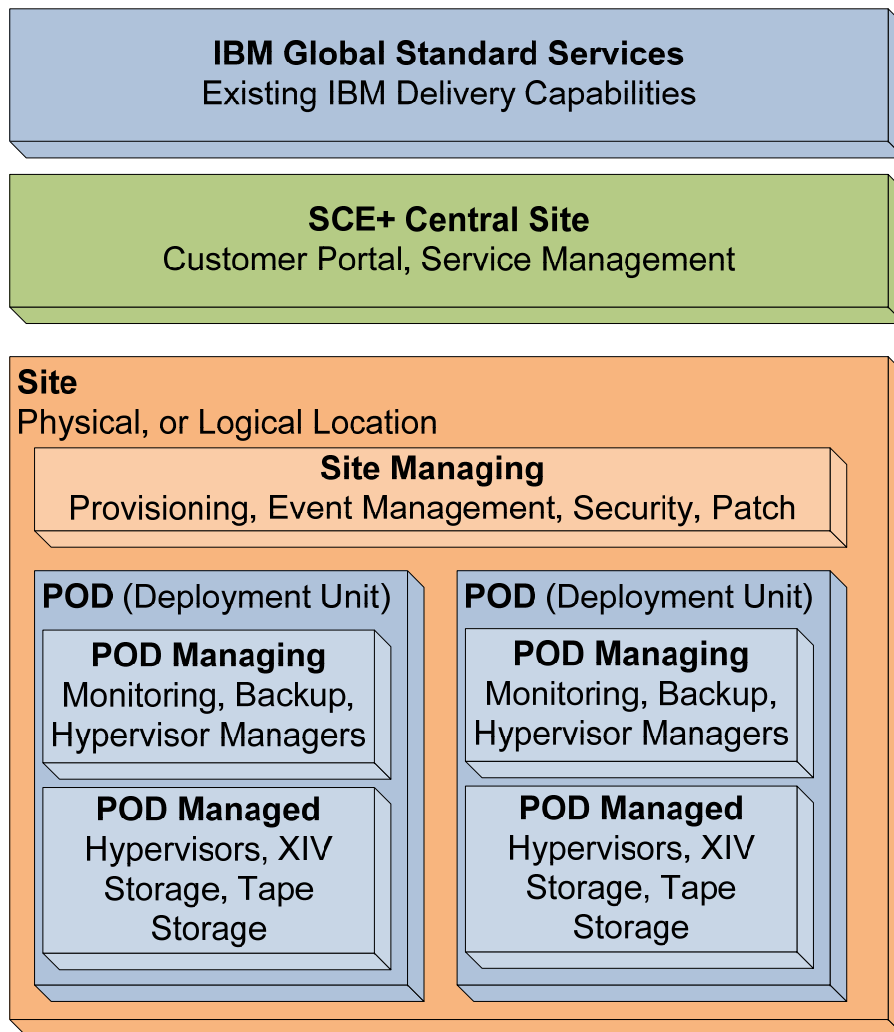 IBM Global Standard Services
Existing IBM Delivery Capabilities
SCE+ Central Site
Customer Portal, Service Management
Site
Physical, or Logical Location
Site Managing
Provisioning, Event Management, Security, Patch
POD (Deployment Unit)
POD Managing
Monitoring, Backup,
Hypervisor Managers
POD Managed
Hypervisors, XIV
Storage, Tape
Storage
POD (Deployment Unit)
POD Managing
Monitoring, Backup,
Hypervisor Managers
POD Managed
Hypervisors, XIV
Storage, Tape
Storage